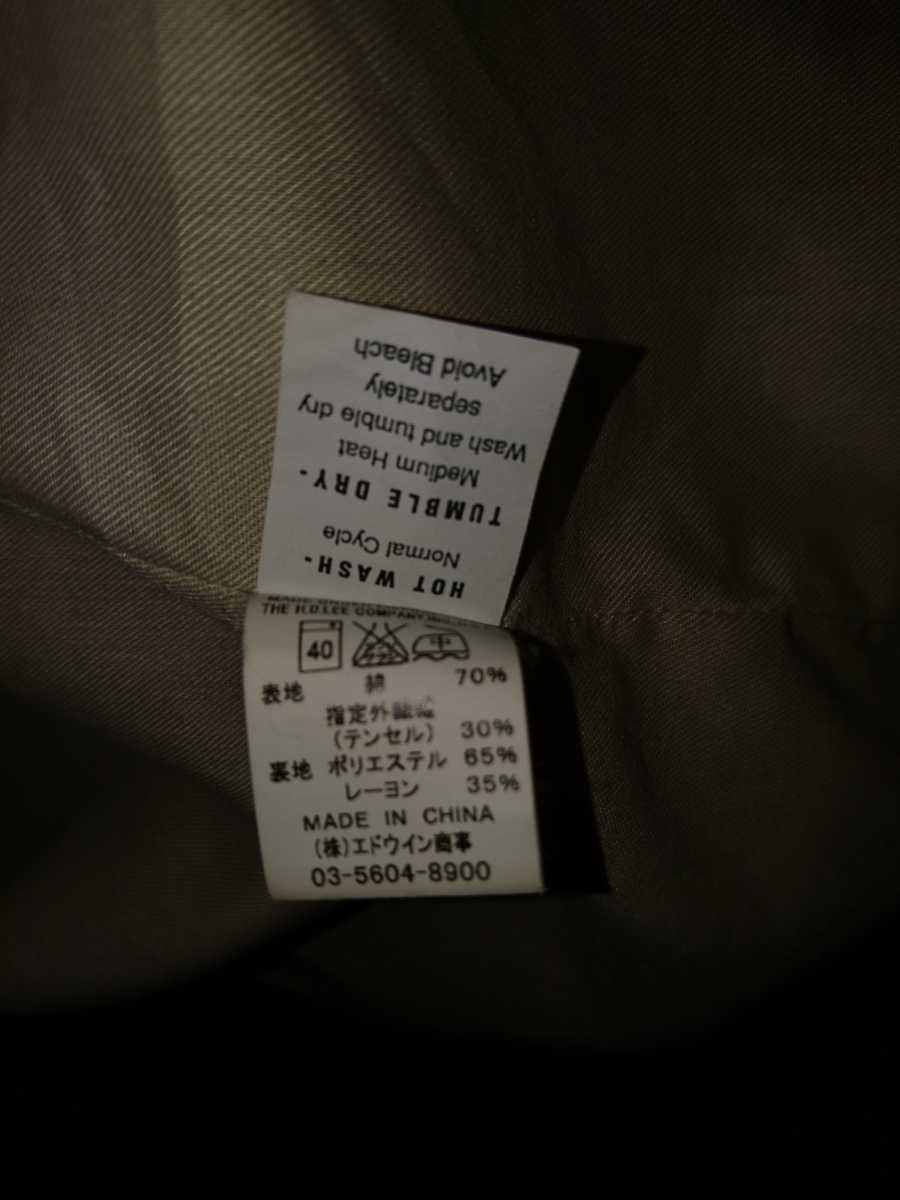 HOT WASH-
Normal Cycle
TUMBLE DRY-
Medium Heat
Wash and tumble dry
separately
Avoid Bleach
THE H.D.LEE COMPANY,INC.
40
表地 綿 70%
指定外繊維
(テンセル) 30%
裏地 ポリエステル 65%
レーヨン 35%
MADE IN CHINA
(株)エドウイン商事
03-5604-8900